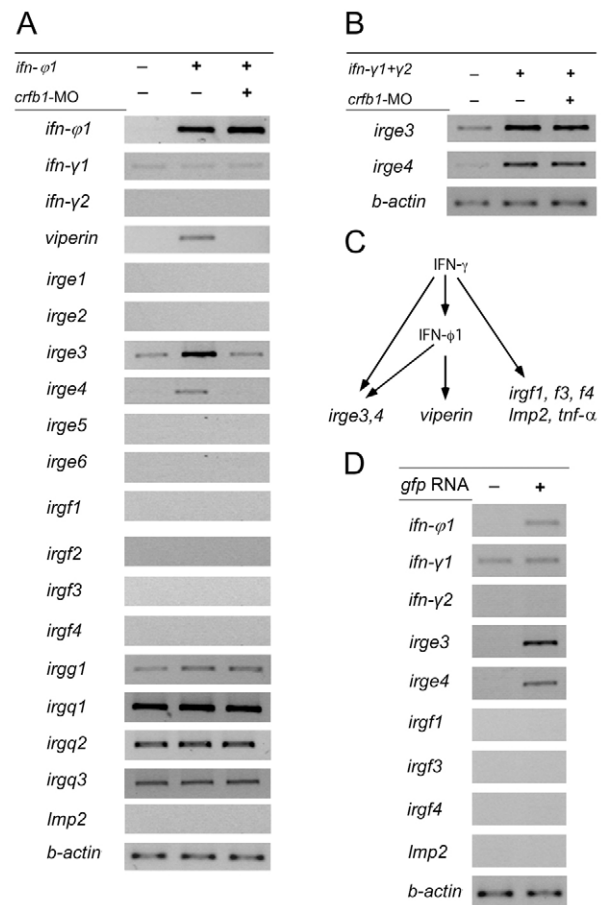 A
ifn-φ1 – + +
crfb1-MO – – +
ifn-φ1
ifn-γ1
ifn-γ2
viperin
irge1
irge2
irge3
irge4
irge5
irge6
irgf1
irgf2
irgf3
irgf4
irgg1
irgq1
irgq2
irgq3
lmp2
b-actin
B
ifn-γ1+γ2 – + +
crfb1-MO – – +
irge3
irge4
b-actin
C
IFN-γ
IFN-ϕ1
irge3,4 viperin irgf1, f3, f4
lmp2, tnf-α
D
gfp RNA – +
ifn-φ1
ifn-γ1
ifn-γ2
irge3
irge4
irgf1
irgf3
irgf4
lmp2
b-actin